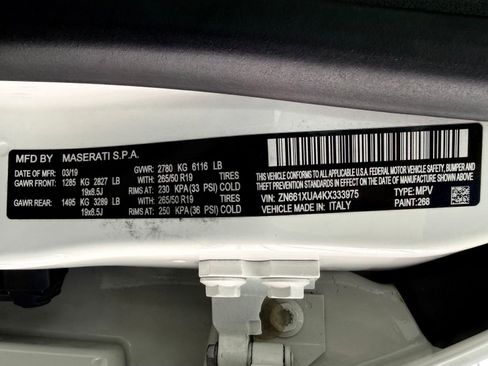 MFD BY MASERATI S.P.A.
DATE OF MFR: 03/19 GVWR: 2780 KG 6116 LB
GAWR FRONT: 1285 KG 2827 LB WITH: 265/50 R19 TIRES
19x8.5J RIMS AT: 230 KPA (33 PSI) COLD
GAWR REAR: 1495 KG 3289 LB WITH: 265/50 R19 TIRES
19x8.5J RIMS AT: 250 KPA (36 PSI) COLD
THIS VEHICLE CONFORMS TO ALL APPLICABLE U.S.A. FEDERAL MOTOR VEHICLE SAFETY, BUMPER AND
THEFT PREVENTION STANDARDS IN EFFECT ON THE DATE OF MANUFACTURE SHOWN ABOVE.
VIN: ZN661XUA4KX333975 TYPE: MPV
VEHICLE MADE IN: ITALY PAINT: 268